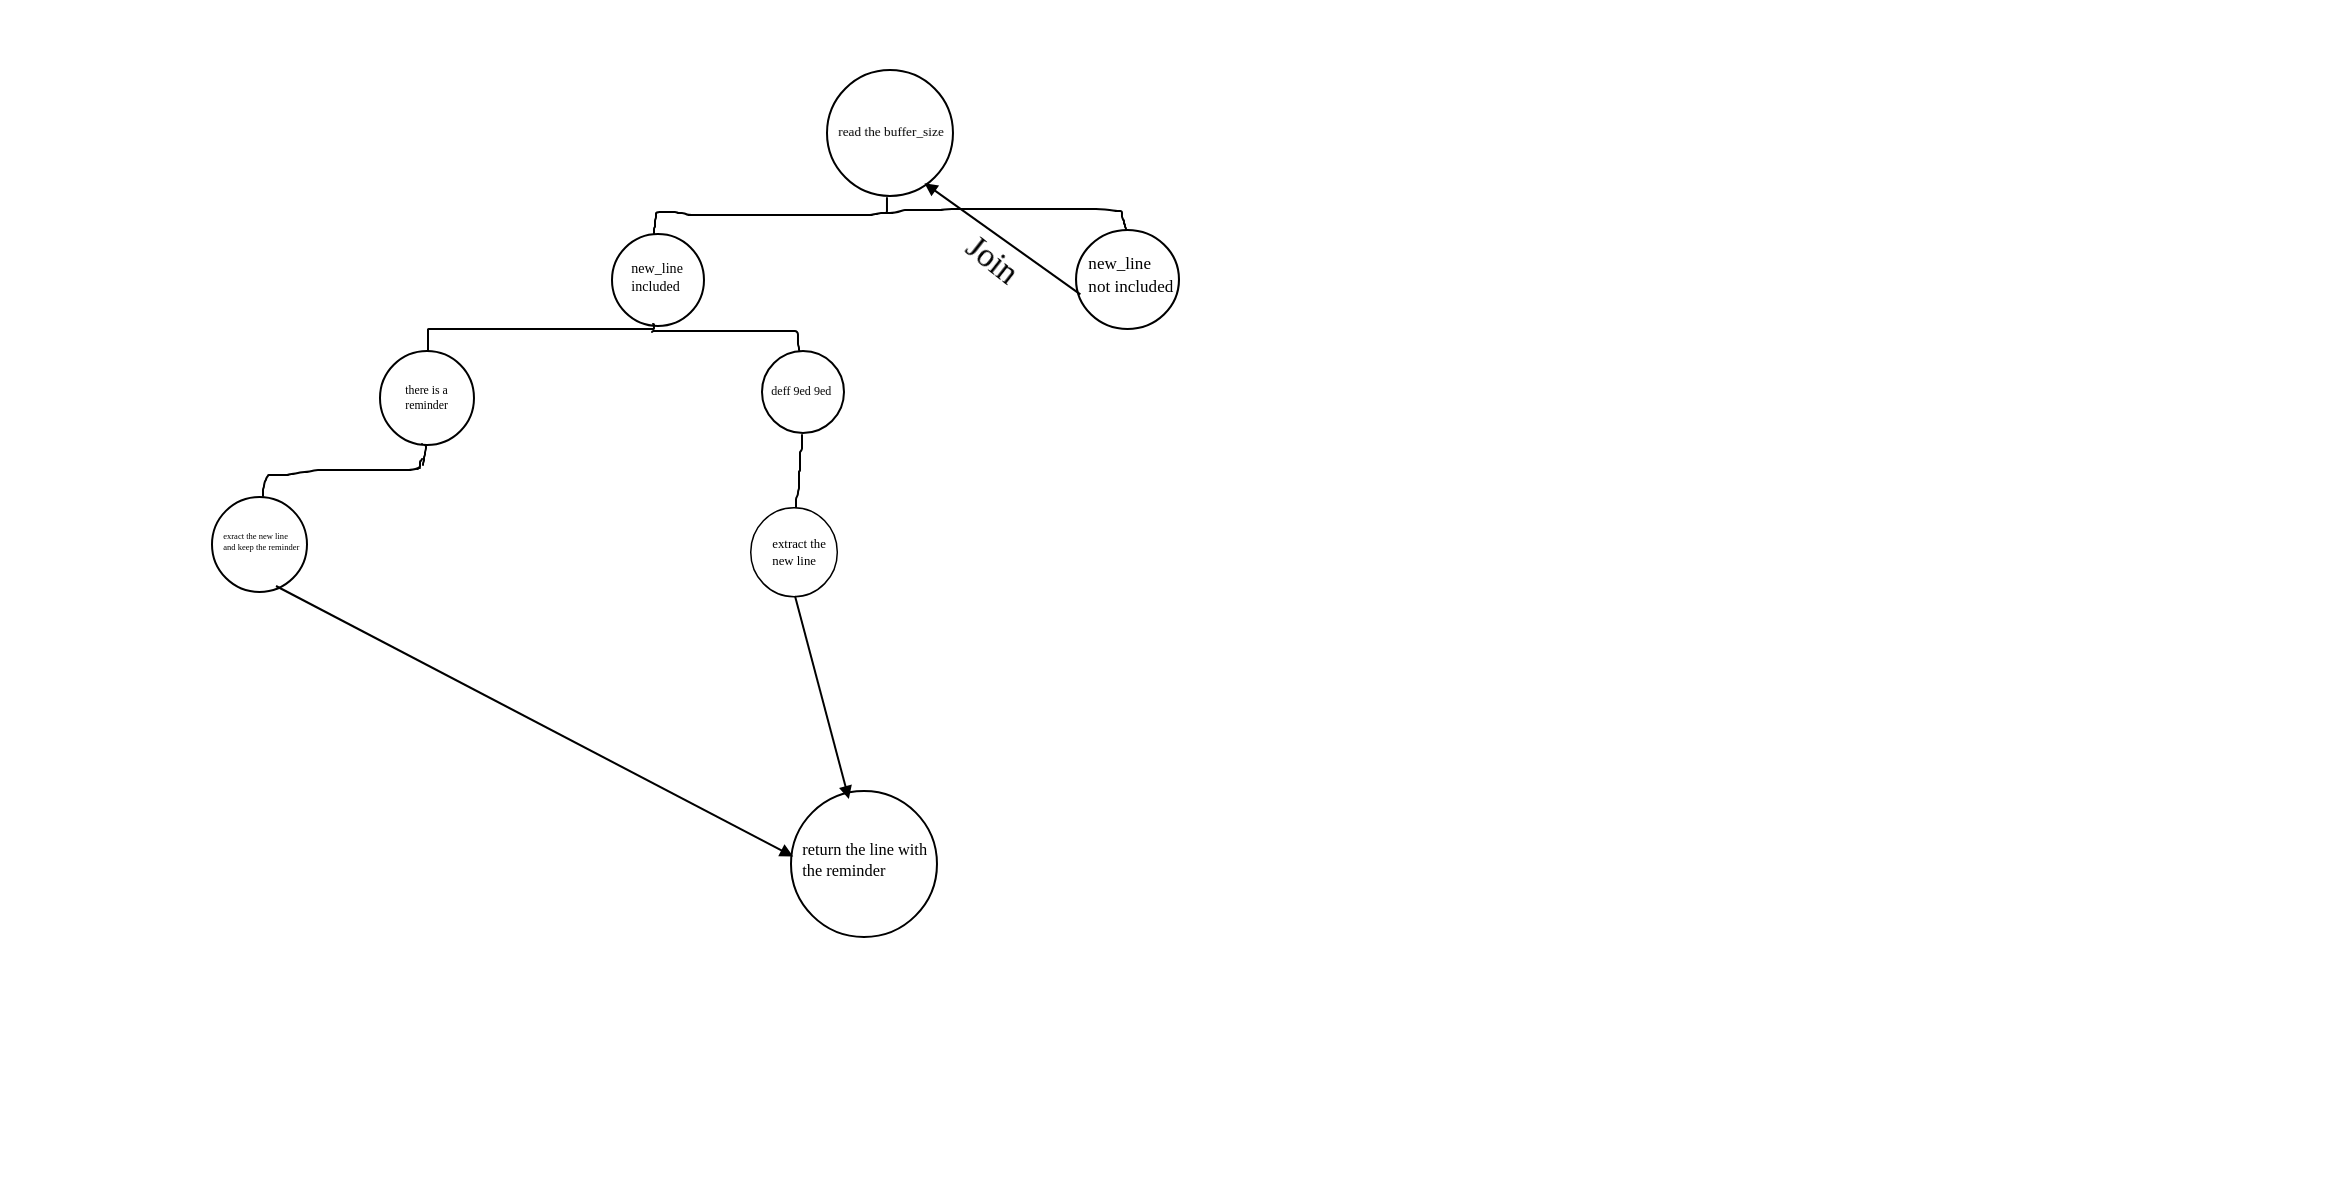 read the buffer_size
Join
new_line
included
new_line
not included
there is a
reminder
deff 9ed 9ed
exract the new line
and keep the reminder
extract the
new line
return the line with
the reminder